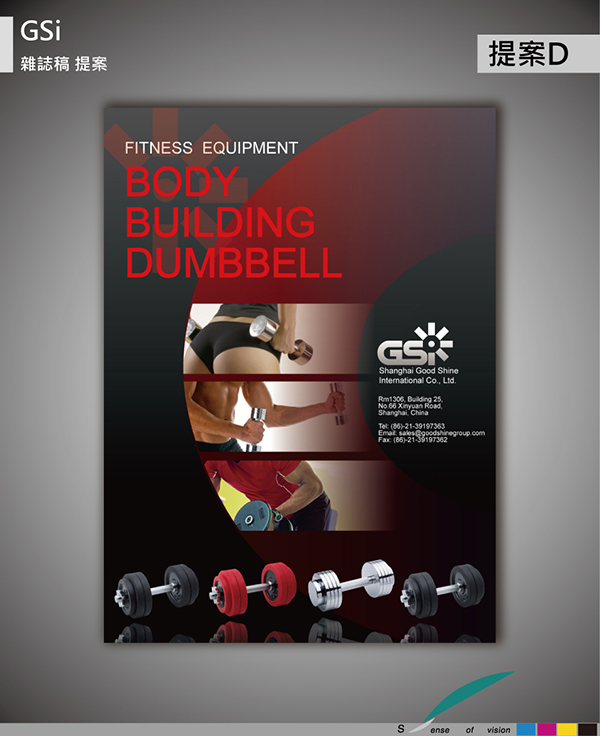 GSi
雜誌稿 提案
提案D
FITNESS EQUIPMENT
BODY
BUILDING
DUMBBELL
GSi
Shanghai Good Shine
International Co., Ltd.
Rm1306, Building 25,
No.66 Xinyuan Road,
Shanghai, China
Tel: (86)-21-39197363
Email: sales@goodshinegroup.com
Fax: (86)-21-39197362
Sense of vision